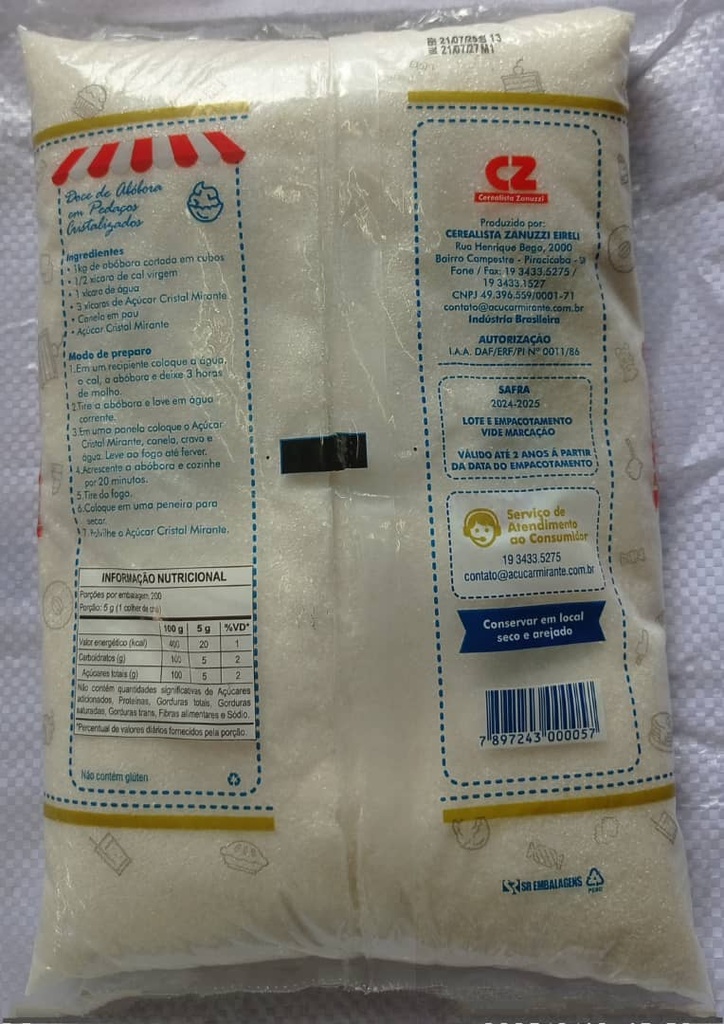 21/07/25
21/07/27 M1
Doce de Abóbora
em Pedaços
Cristalizados
Ingredientes
• 1kg de abóbora cortada em cubos
• 1/2 xícara de cal virgem
• 1 xícara de água
• 3 xícaras de Açúcar Cristal Mirante
• Canela em pau
• Açúcar Cristal Mirante
Modo de preparo
1.Em um recipiente coloque a água,
a cal, a abóbora e deixe 3 horas
de molho.
2.Tire a abóbora e lave em água
corrente.
3.Em uma panela coloque o Açúcar
Cristal Mirante, canela, cravo e
água. Leve ao fogo até ferver.
4.Acrescente a abóbora e cozinhe
por 20 minutos.
5.Tire do fogo.
6.Coloque em uma peneira para
secar.
7.Polvilhe o Açúcar Cristal Mirante.
INFORMAÇÃO NUTRICIONAL
Porções por embalagem 200
Porção: 5 g (1 colher de chá)
100 g 5 g %VD*
Valor energético (kcal) 400 20 1
Carboidratos (g) 100 5 2
Açúcares totais (g) 100 5 2
Não contém quantidades significativas de Açúcares
adicionados, Proteínas, Gorduras totais, Gorduras
saturadas, Gorduras trans, Fibras alimentares e Sódio.
*Percentual de valores diários fornecidos pela porção.
Não contém glúten
CZ
Cerealista Zanuzzi
Produzido por:
CEREALISTA ZANUZZI EIRELI
Rua Henrique Bego, 2000
Bairro Campestre - Piracicaba -
Fone / Fax: 19 3433.5275 /
19 3433.1527
CNPJ 49.396.559/0001-71
contato@acucarmirante.com.br
Indústria Brasileira
AUTORIZAÇÃO
I.A.A. DAF/ERF/PI Nº 0011/86
SAFRA
2024-2025
LOTE E EMPACOTAMENTO
VIDE MARCAÇÃO
VÁLIDO ATÉ 2 ANOS À PARTIR
DA DATA DO EMPACOTAMENTO
Serviço de
Atendimento
ao Consumidor
19 3433.5275
contato@acucarmirante.com.br
Conservar em local
seco e arejado
7 897243 000057
SR EMBALAGENS